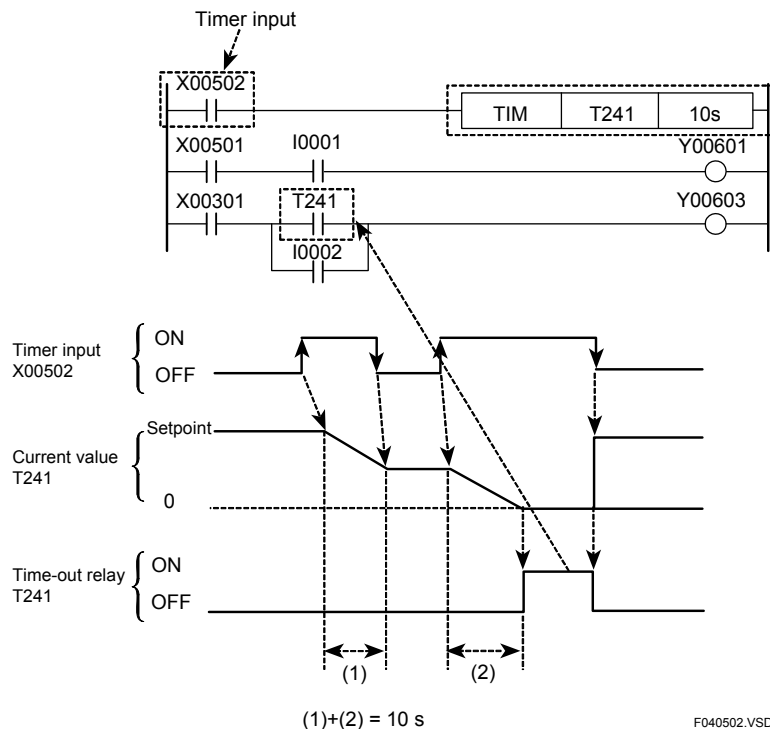 Timer input
X00502
TIM T241 10s
X00501 I0001 Y00601
X00301 T241 Y00603
I0002
Timer input
X00502
ON
OFF
Current value
T241
Setpoint
0
Time-out relay
T241
ON
OFF
(1) (2)
(1)+(2) = 10 s
F040502.VSD